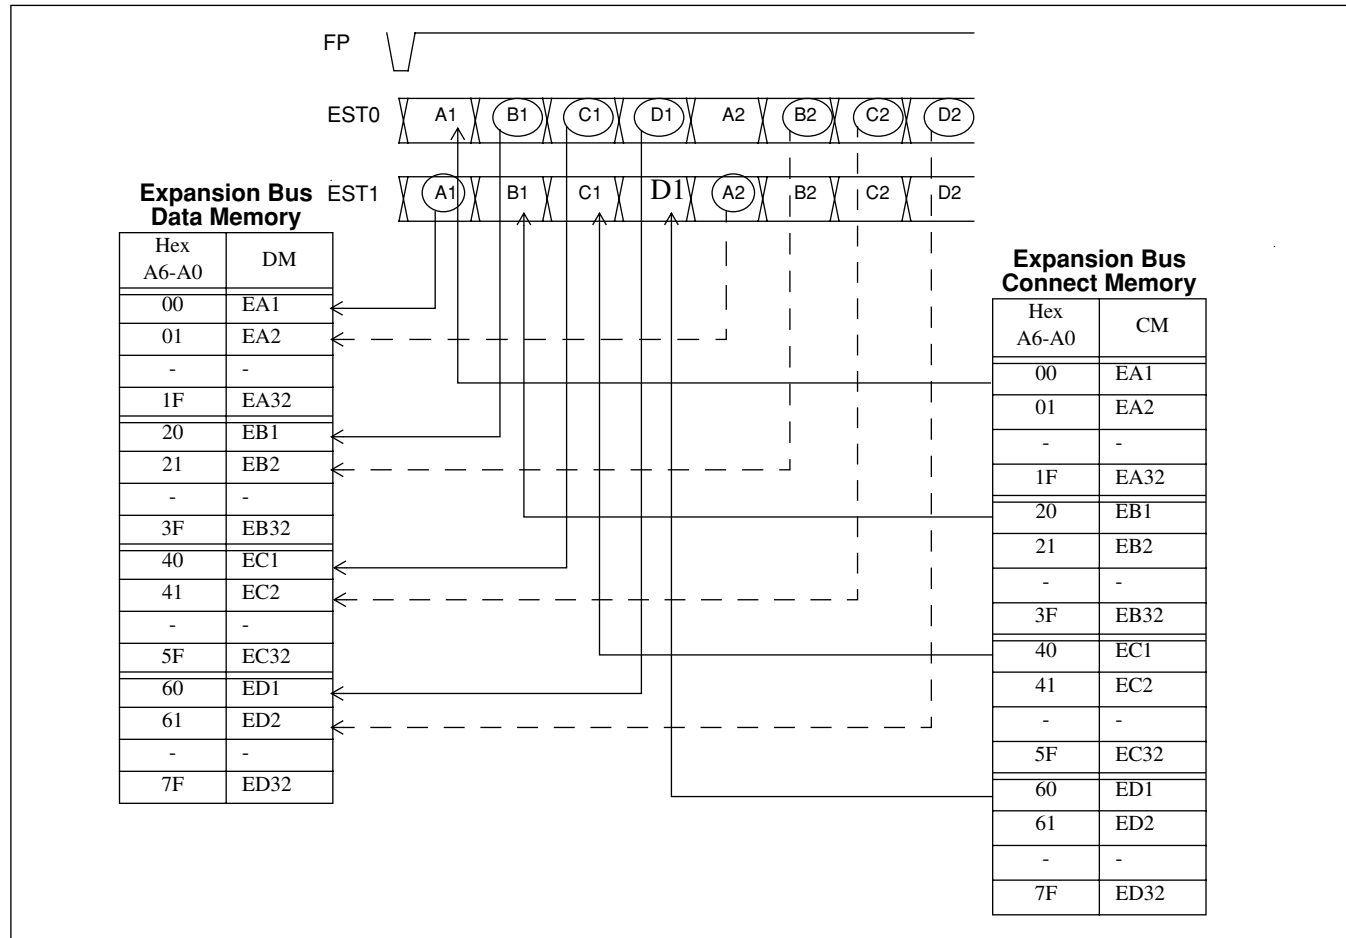 FP
EST0 A1 B1 C1 D1 A2 B2 C2 D2
EST1 A1 B1 C1 D1 A2 B2 C2 D2
Expansion Bus
Data Memory
Hex
A6-A0 DM
00 EA1
01 EA2
- -
1F EA32
20 EB1
21 EB2
- -
3F EB32
40 EC1
41 EC2
- -
5F EC32
60 ED1
61 ED2
- -
7F ED32
Expansion Bus
Connect Memory
Hex
A6-A0 CM
00 EA1
01 EA2
- -
1F EA32
20 EB1
21 EB2
- -
3F EB32
40 EC1
41 EC2
- -
5F EC32
60 ED1
61 ED2
- -
7F ED32